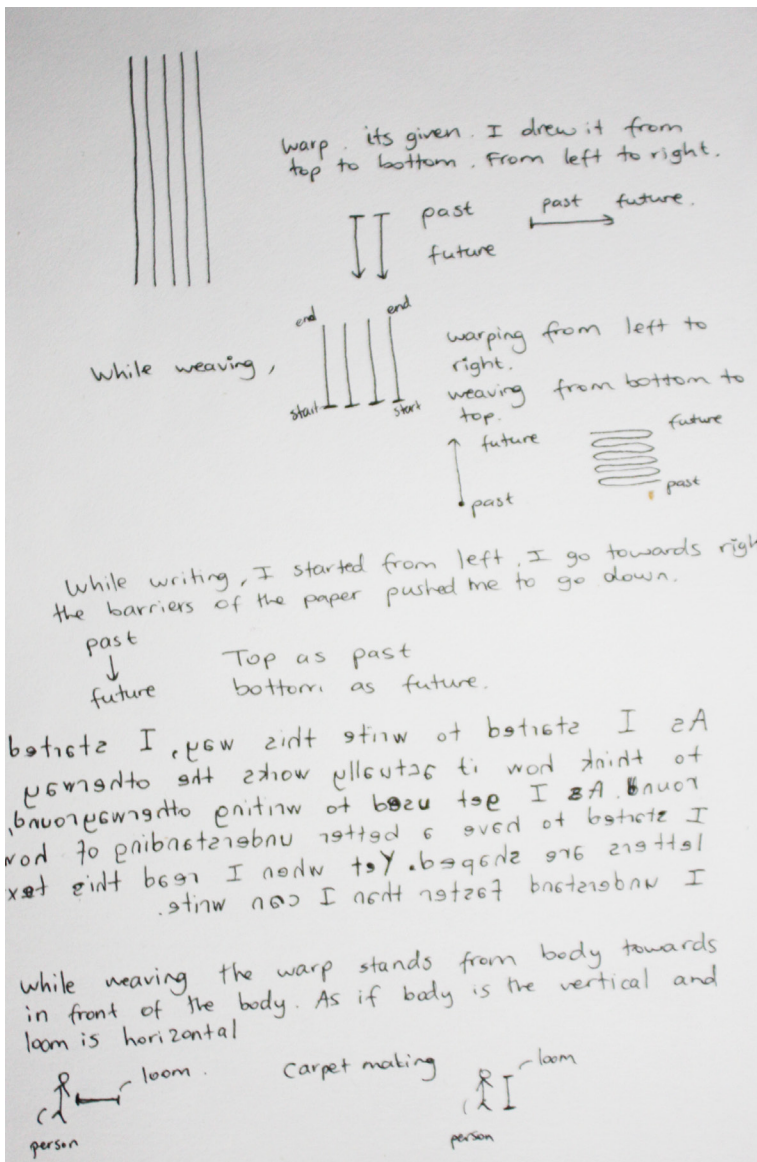 warp. its given. I drew it from
top to bottom. From left to right.
past
future
past future.
While weaving,
end end
start start
warping from left to
right.
weaving from bottom to
top.
future
past
future
past
While writing, I started from left. I go towards
the barriers of the paper pushed me to go down.
past
future
Top as past
bottom as future.
As I started to write this way, I started
to think how it actually works the otherway
round. As I get used to writing otherwayround,
I started to have a better understanding of how
letters are shaped. Yet when I read this
I understand faster than I can write.
while weaving the warp stands from body towards
in front of the body. As if body is the vertical and
loom is horizontal
loom. Carpet making loom
person person